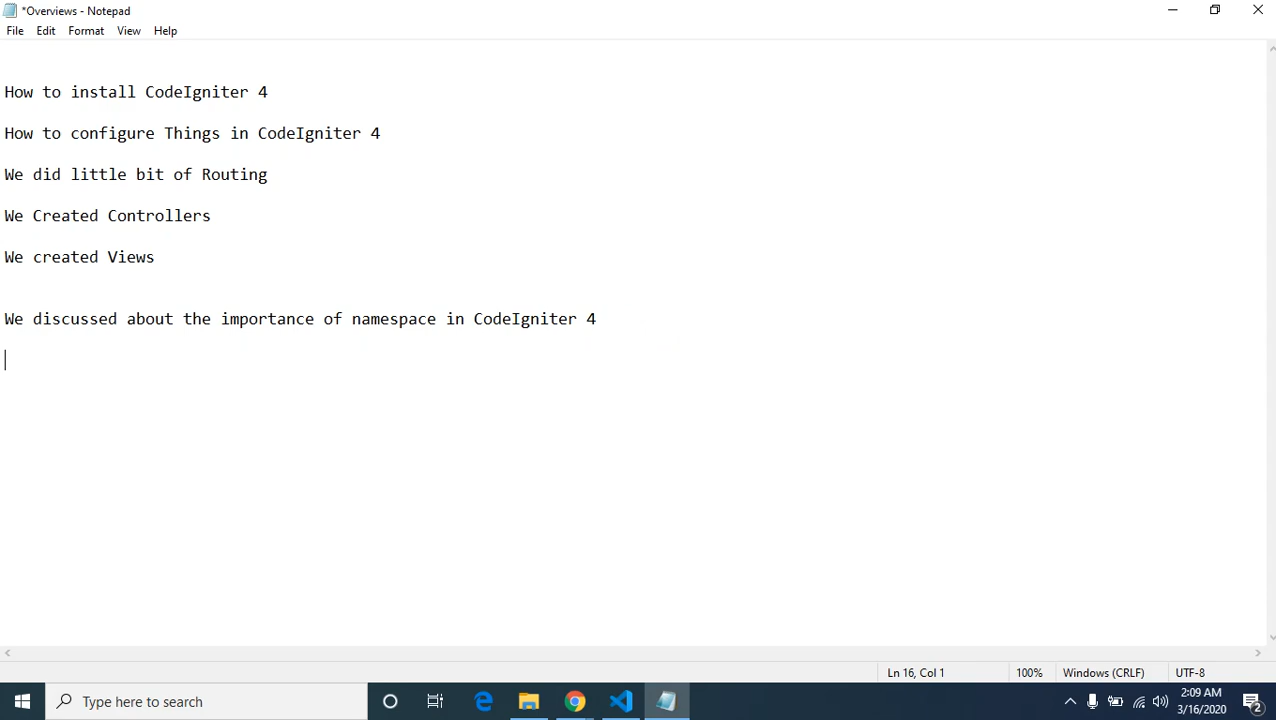 *Overviews - Notepad
File Edit Format View Help
How to install CodeIgniter 4
How to configure Things in CodeIgniter 4
We did little bit of Routing
We Created Controllers
We created Views
We discussed about the importance of namespace in CodeIgniter 4
Ln 16, Col 1 100% Windows (CRLF) UTF-8
Type here to search
2:09 AM
3/16/2020
2